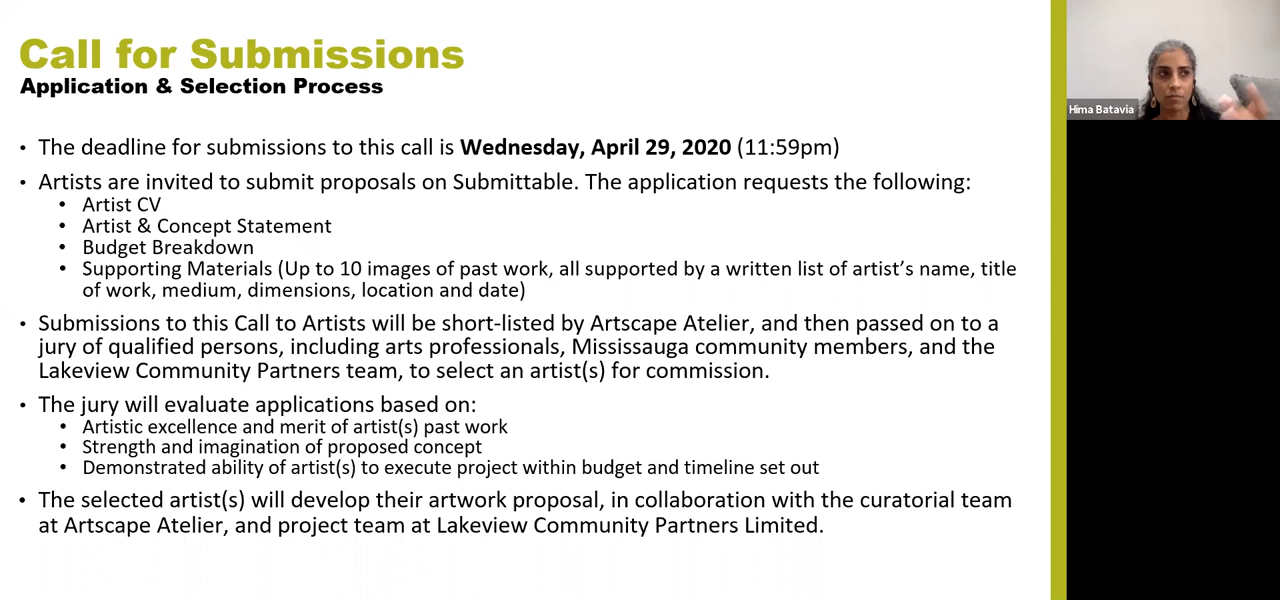 Call for Submissions
Application & Selection Process
Hima Batavia
• The deadline for submissions to this call is Wednesday, April 29, 2020 (11:59pm)
• Artists are invited to submit proposals on Submittable. The application requests the following:
• Artist CV
• Artist & Concept Statement
• Budget Breakdown
• Supporting Materials (Up to 10 images of past work, all supported by a written list of artist’s name, title
of work, medium, dimensions, location and date)
• Submissions to this Call to Artists will be short-listed by Artscape Atelier, and then passed on to a
jury of qualified persons, including arts professionals, Mississauga community members, and the
Lakeview Community Partners team, to select an artist(s) for commission.
• The jury will evaluate applications based on:
• Artistic excellence and merit of artist(s) past work
• Strength and imagination of proposed concept
• Demonstrated ability of artist(s) to execute project within budget and timeline set out
• The selected artist(s) will develop their artwork proposal, in collaboration with the curatorial team
at Artscape Atelier, and project team at Lakeview Community Partners Limited.